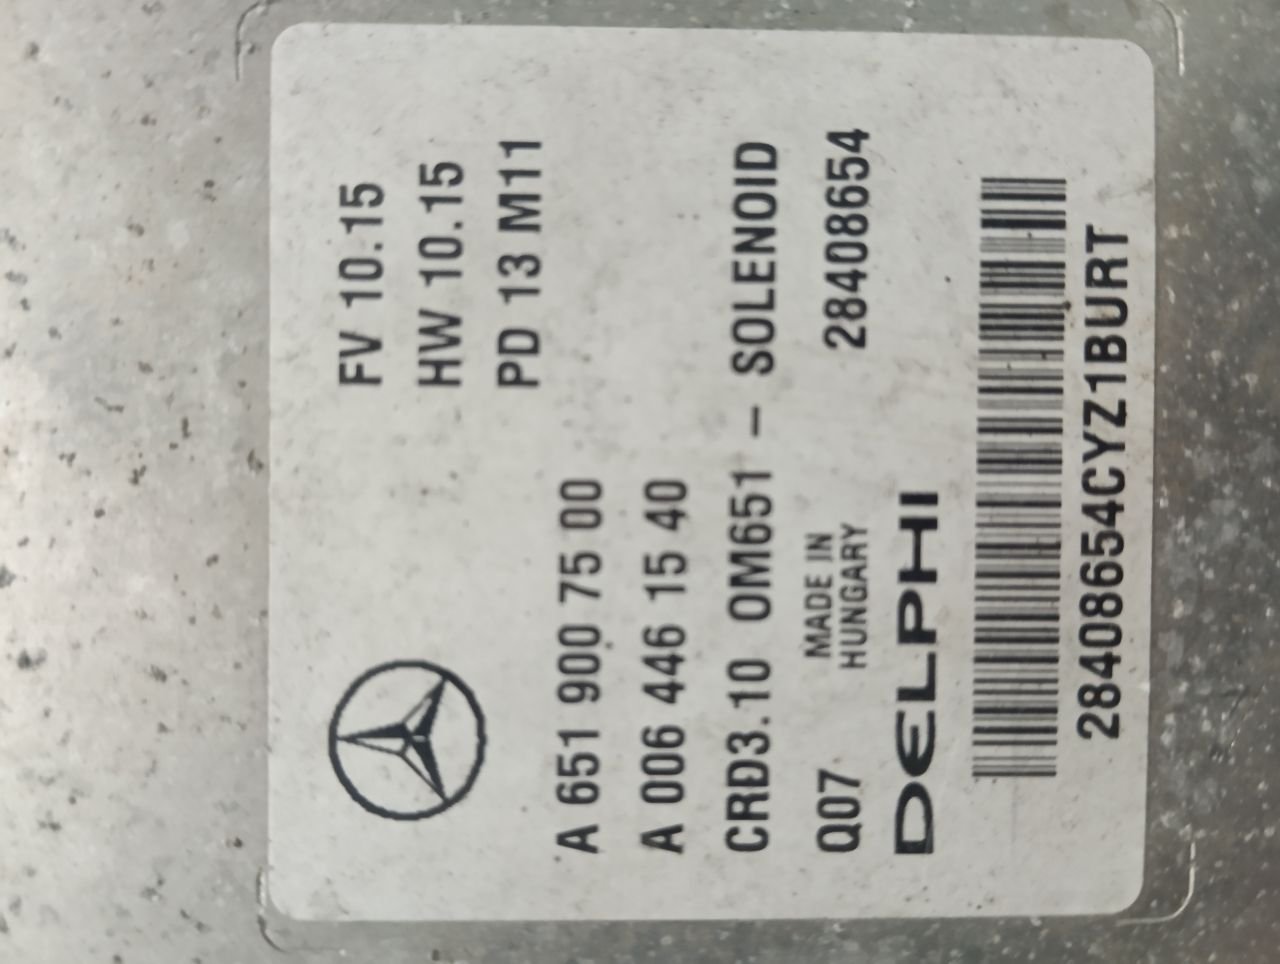 FV 10.15
HW 10.15
PD 13 M11
A 651 900 75 00
A 006 446 15 40
CRD3.10 OM651 – SOLENOID
Q07 MADE IN HUNGARY 28408654
DELPHI
28408654CYZ1BURT